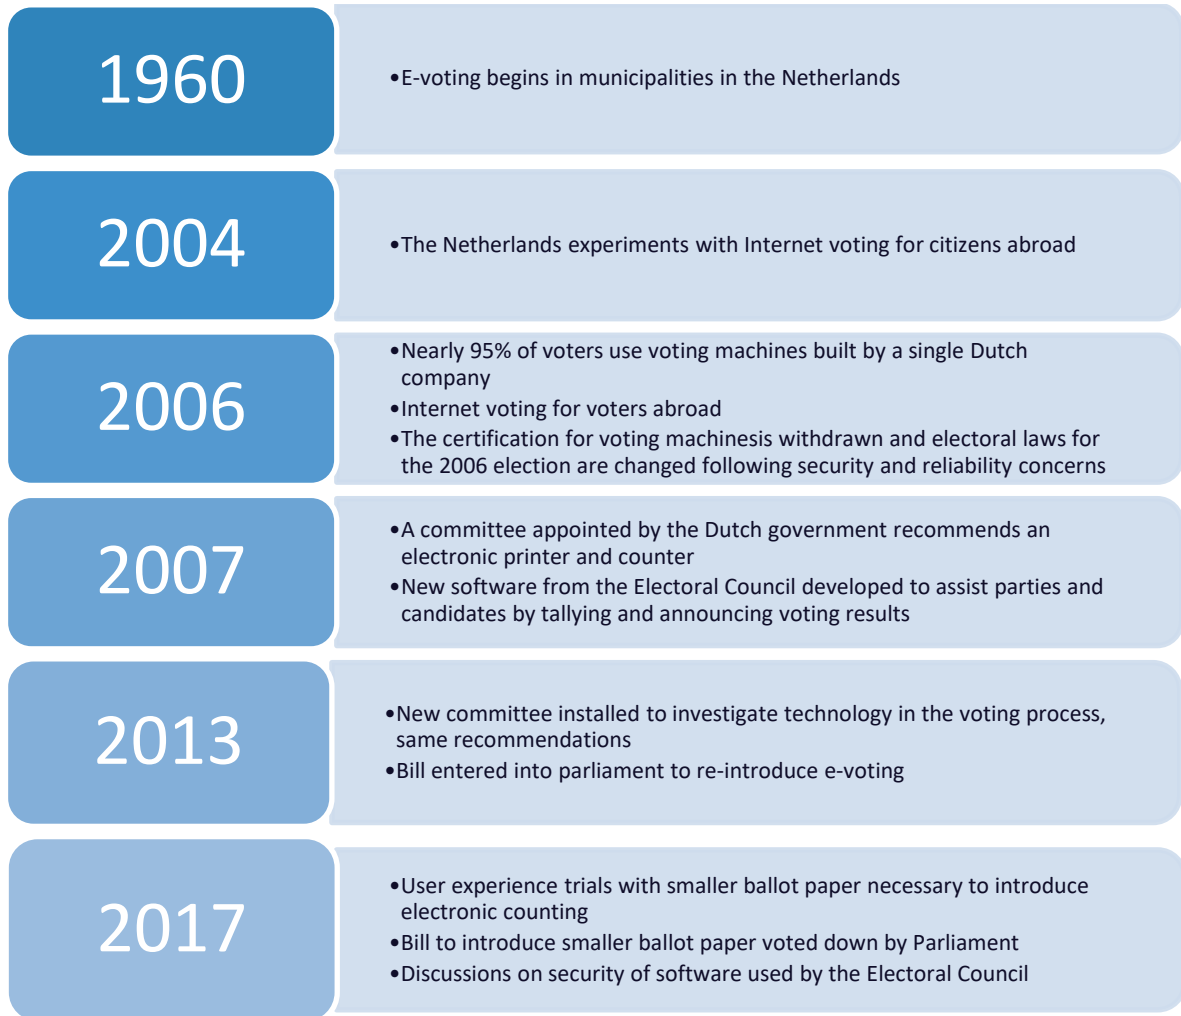 1960
•E-voting begins in municipalities in the Netherlands
2004
•The Netherlands experiments with Internet voting for citizens abroad
2006
•Nearly 95% of voters use voting machines built by a single Dutch
company
•Internet voting for voters abroad
•The certification for voting machinesis withdrawn and electoral laws for
the 2006 election are changed following security and reliability concerns
2007
•A committee appointed by the Dutch government recommends an
electronic printer and counter
•New software from the Electoral Council developed to assist parties and
candidates by tallying and announcing voting results
2013
•New committee installed to investigate technology in the voting process,
same recommendations
•Bill entered into parliament to re-introduce e-voting
2017
•User experience trials with smaller ballot paper necessary to introduce
electronic counting
•Bill to introduce smaller ballot paper voted down by Parliament
•Discussions on security of software used by the Electoral Council